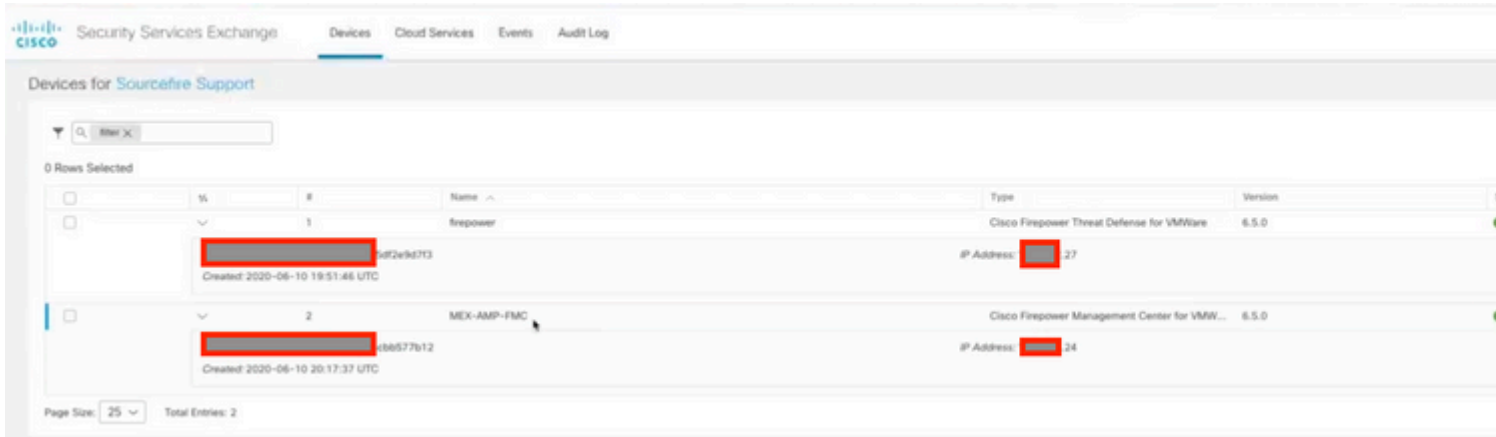 CISCO Security Services Exchange Devices Cloud Services Events Audit Log
Devices for Sourcefire Support
filter X
0 Rows Selected
% # Name Type Version
1 firepower Cisco Firepower Threat Defense for VMWare 6.5.0
5df2e9d7f3 IP Address: .27
Created: 2020-06-10 19:51:46 UTC
2 MEX-AMP-FMC Cisco Firepower Management Center for VMW... 6.5.0
cbb577b12 IP Address: .24
Created: 2020-06-10 20:17:37 UTC
Page Size: 25 Total Entries: 2